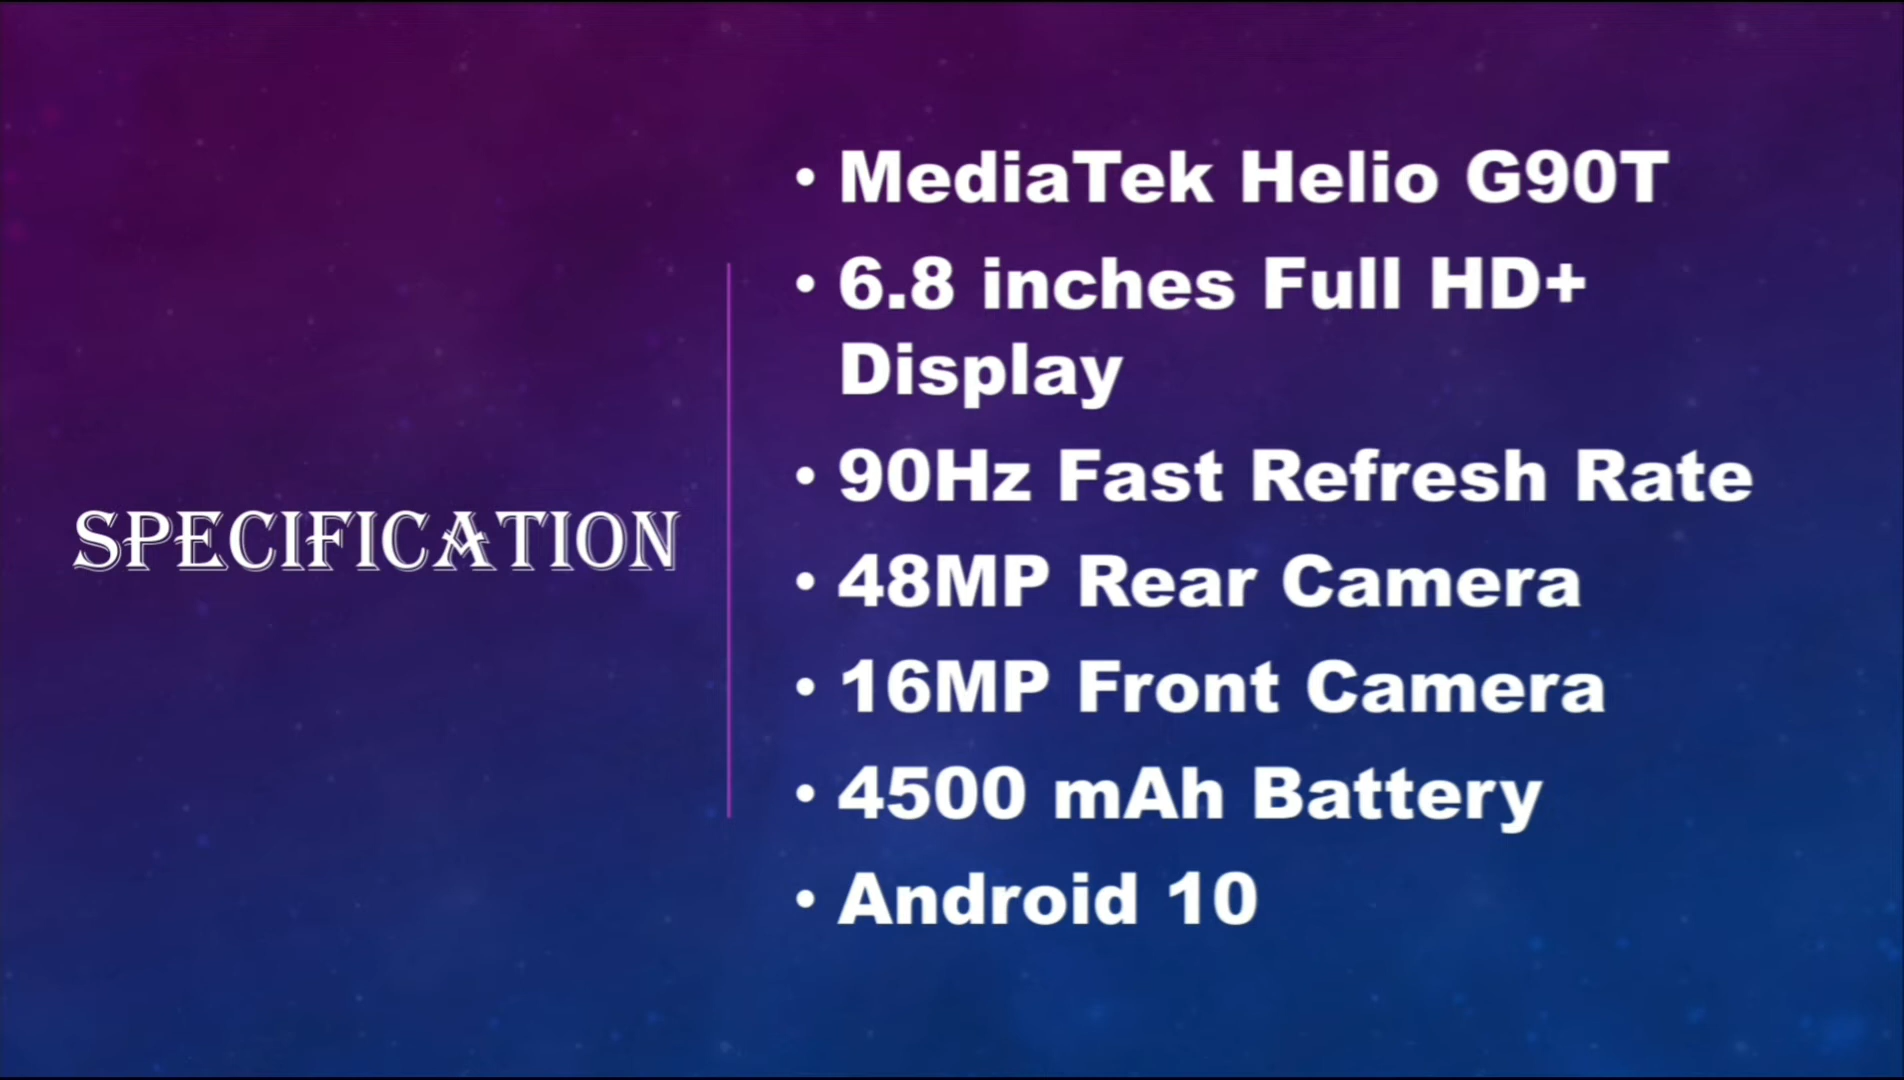 SPECIFICATION
• MediaTek Helio G90T
• 6.8 inches Full HD+
Display
• 90Hz Fast Refresh Rate
• 48MP Rear Camera
• 16MP Front Camera
• 4500 mAh Battery
• Android 10